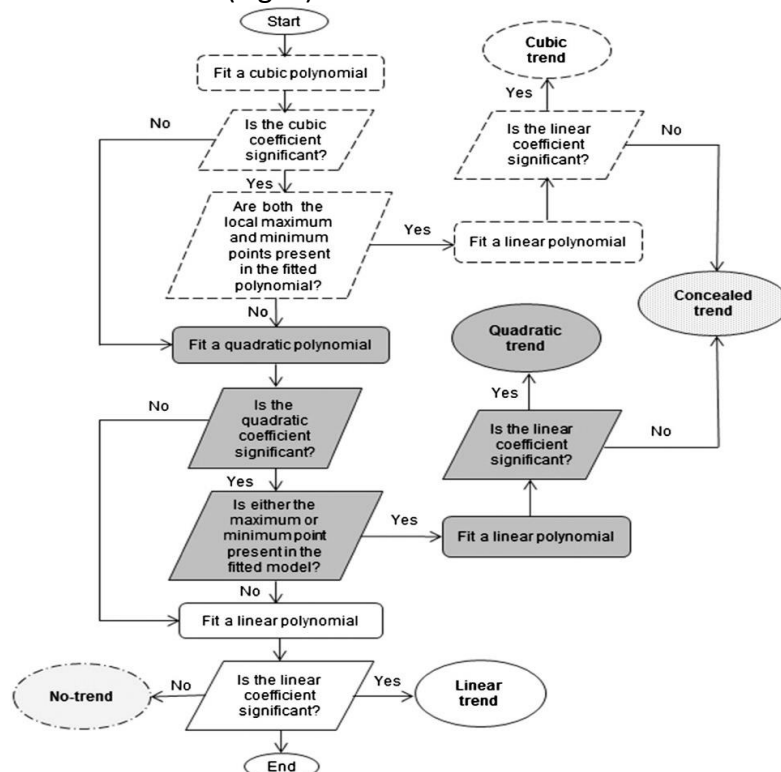 Start
Fit a cubic polynomial
Is the cubic
coefficient
significant?
No
Yes
Are both the
local maximum
and minimum
points present
in the fitted
polynomial?
Yes
Fit a linear polynomial
Is the linear
coefficient
significant?
Yes
Cubic
trend
No
Concealed
trend
No
Fit a quadratic polynomial
Is the
quadratic
coefficient
significant?
No
Yes
Is either the
maximum or
minimum point
present in the
fitted model?
Yes
Fit a linear polynomial
Is the linear
coefficient
significant?
Yes
Quadratic
trend
No
No
Fit a linear polynomial
Is the linear
coefficient
significant?
No
No-trend
Yes
Linear
trend
End